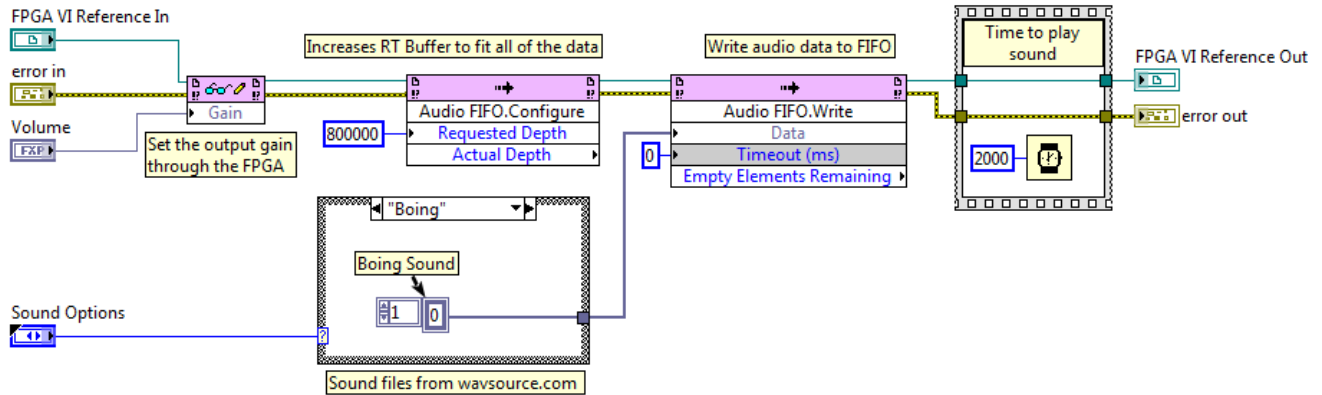 FPGA VI Reference In
error in
Volume
FXP
Gain
Set the output gain
through the FPGA
Increases RT Buffer to fit all of the data
Audio FIFO.Configure
800000
Requested Depth
Actual Depth
Write audio data to FIFO
Audio FIFO.Write
Data
0
Timeout (ms)
Empty Elements Remaining
Time to play
sound
2000
FPGA VI Reference Out
error out
"Boing"
Boing Sound
1
0
Sound Options
?
Sound files from wavsource.com